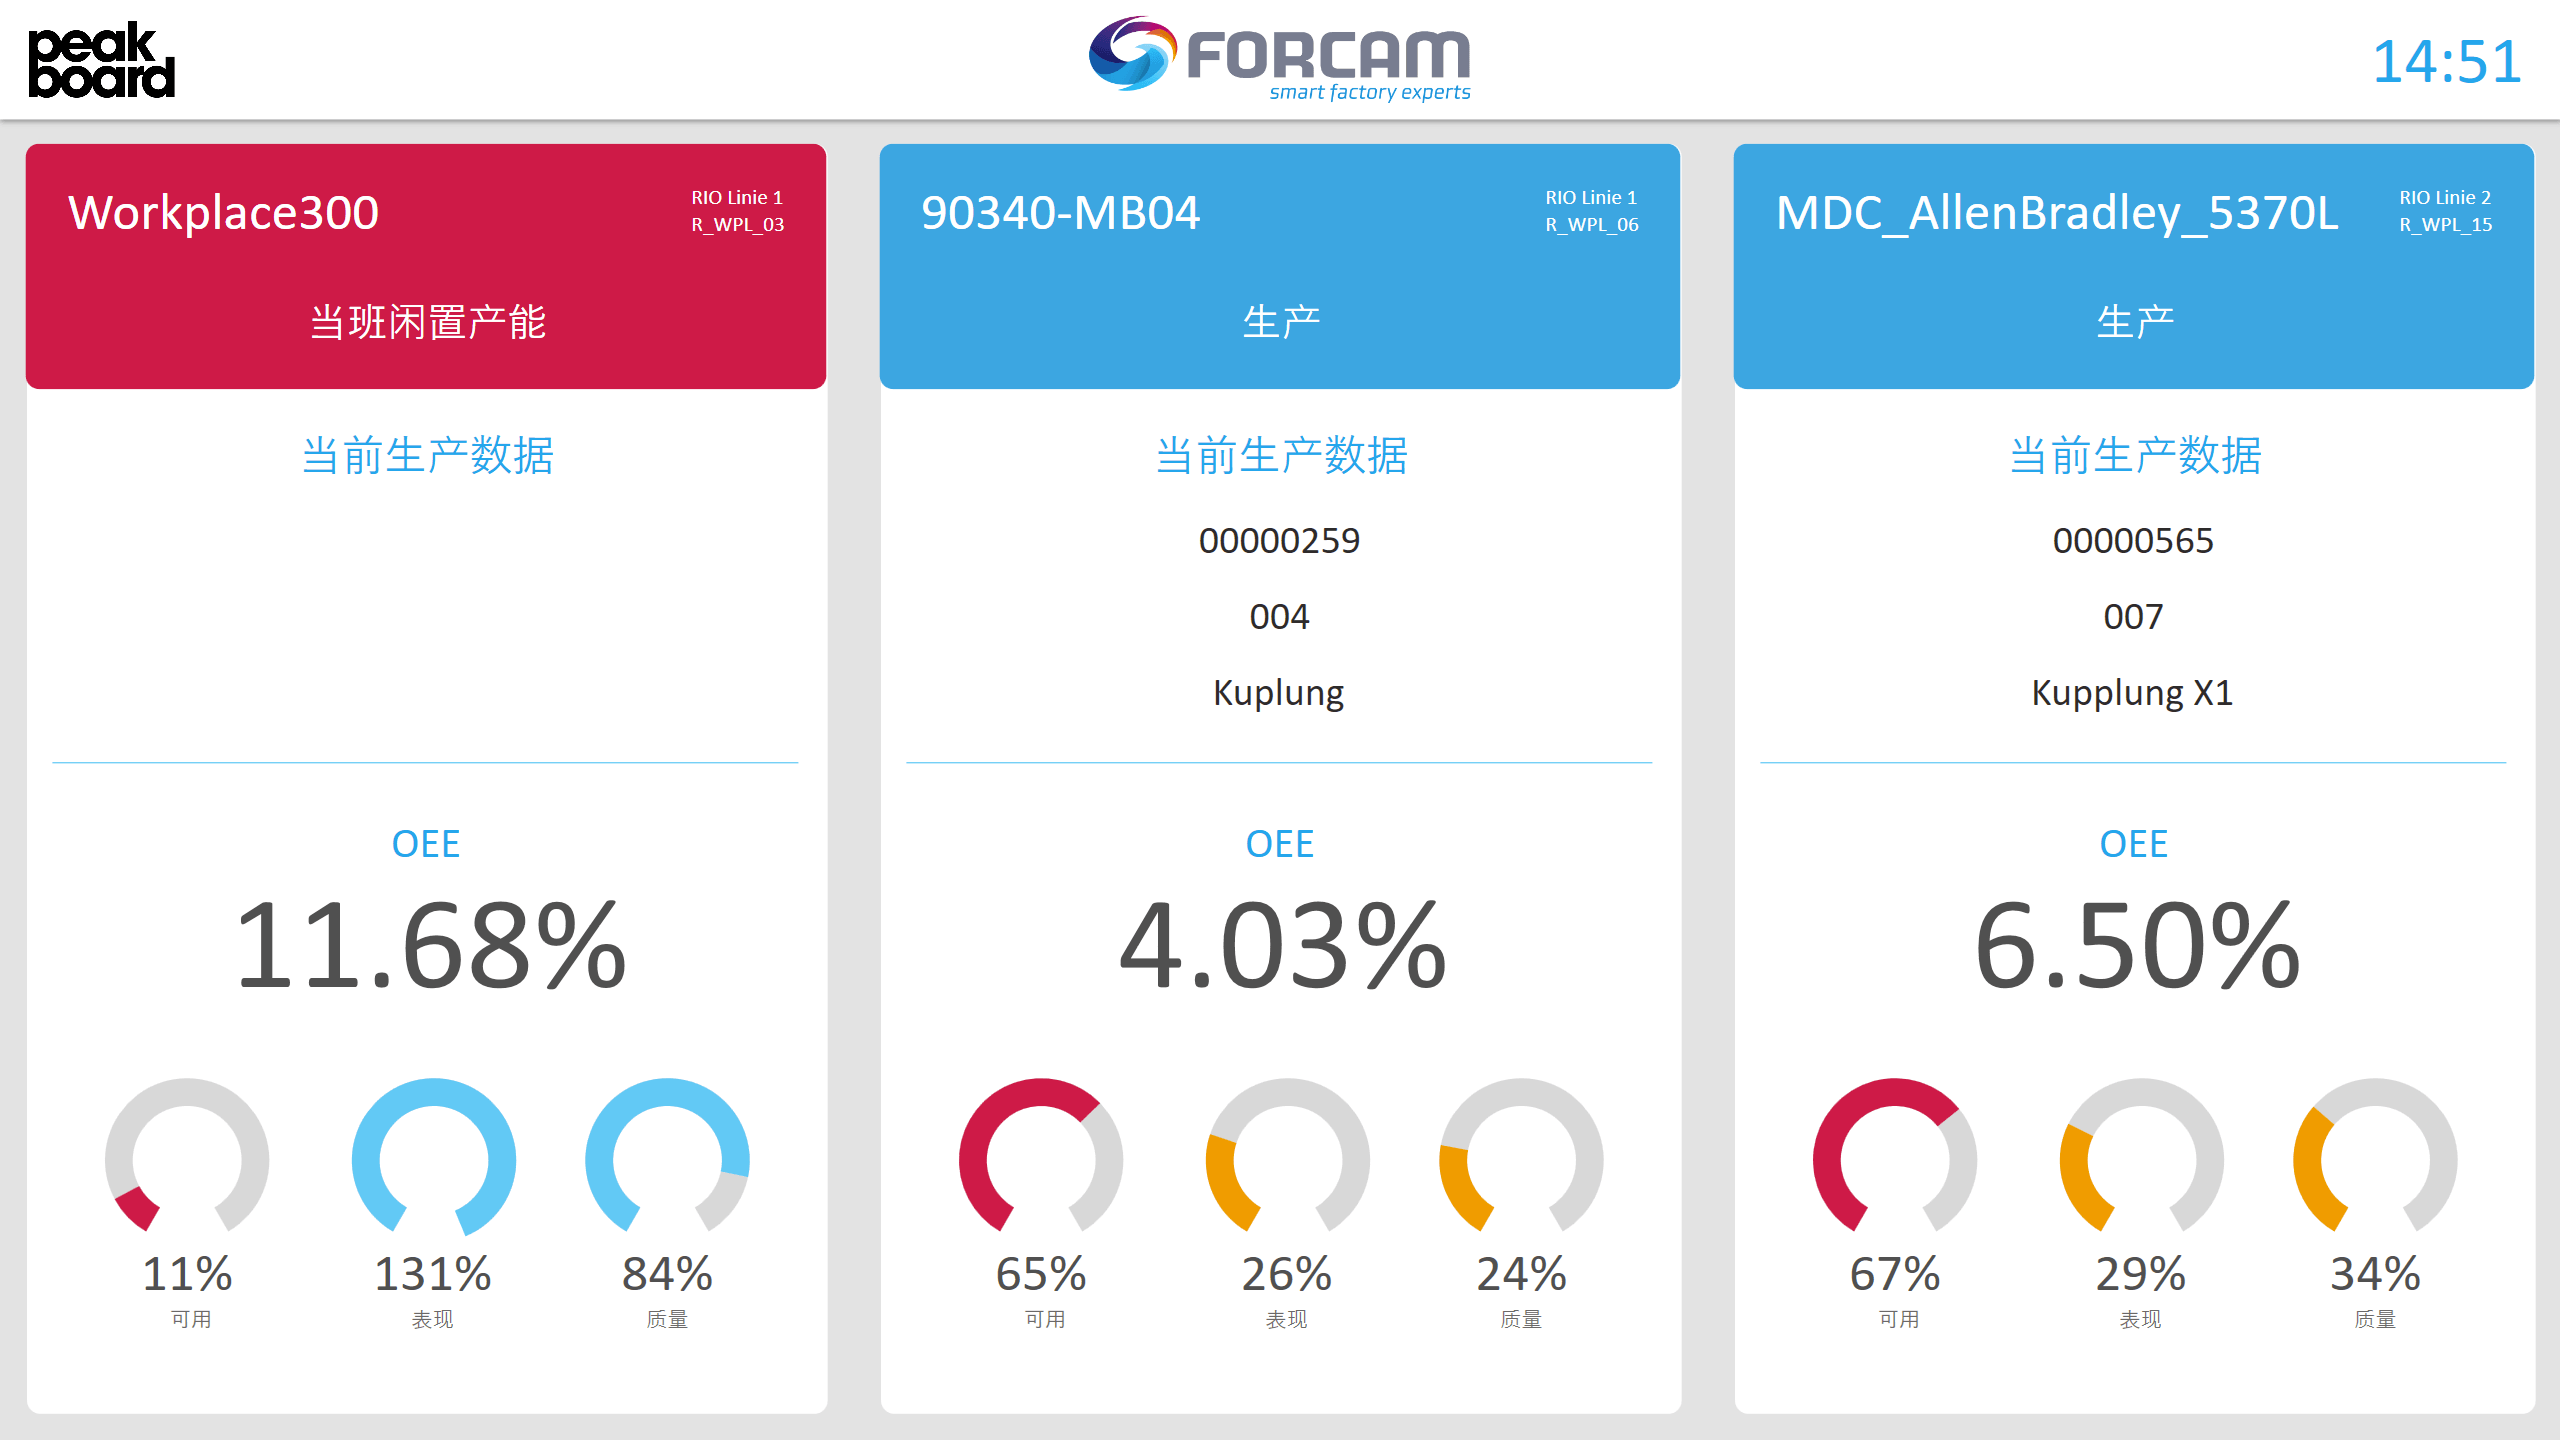 peak
board
FORCAM
smart factory experts
14:51
Workplace300
RIO Linie 1
R_WPL_03
当班闲置产能
当前生产数据
OEE
11.68%
11%
131%
84%
可用
表现
质量
90340-MB04
RIO Linie 1
R_WPL_06
生产
当前生产数据
00000259
004
Kuplung
OEE
4.03%
65%
26%
24%
可用
表现
质量
MDC_AllenBradley_5370L
RIO Linie 2
R_WPL_15
生产
当前生产数据
00000565
007
Kupplung X1
OEE
6.50%
67%
29%
34%
可用
表现
质量